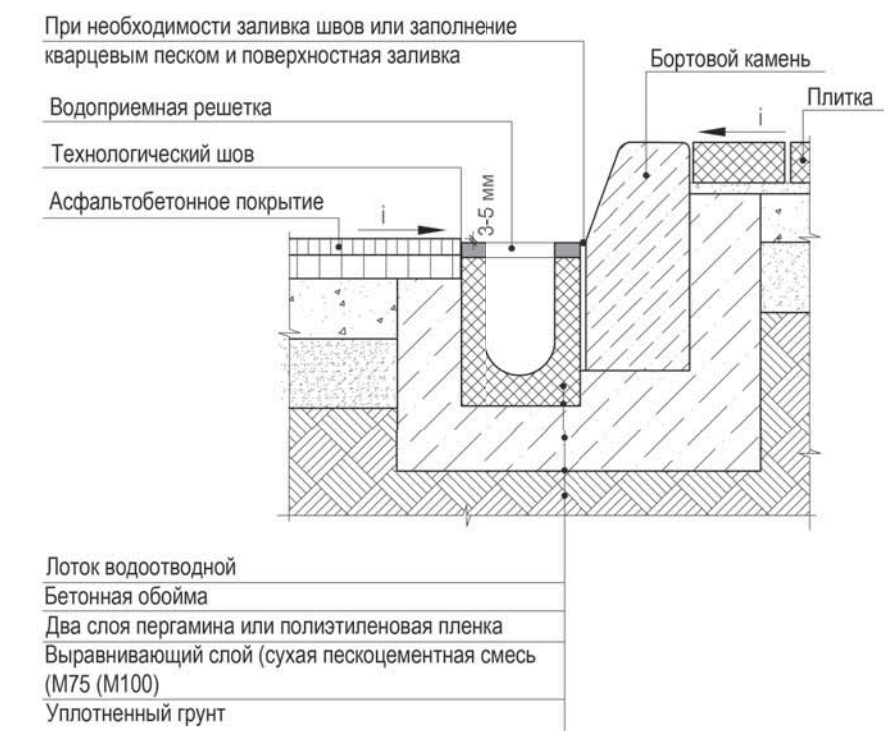 При необходимости заливка швов или заполнение
кварцевым песком и поверхностная заливка
Бортовой камень
Плитка
Водоприемная решетка
Технологический шов
Асфальтобетонное покрытие
i
i
3-5 мм
Лоток водоотводной
Бетонная обойма
Два слоя пергамина или полиэтиленовая пленка
Выравнивающий слой (сухая пескоцементная смесь
(М75 (М100)
Уплотненный грунт